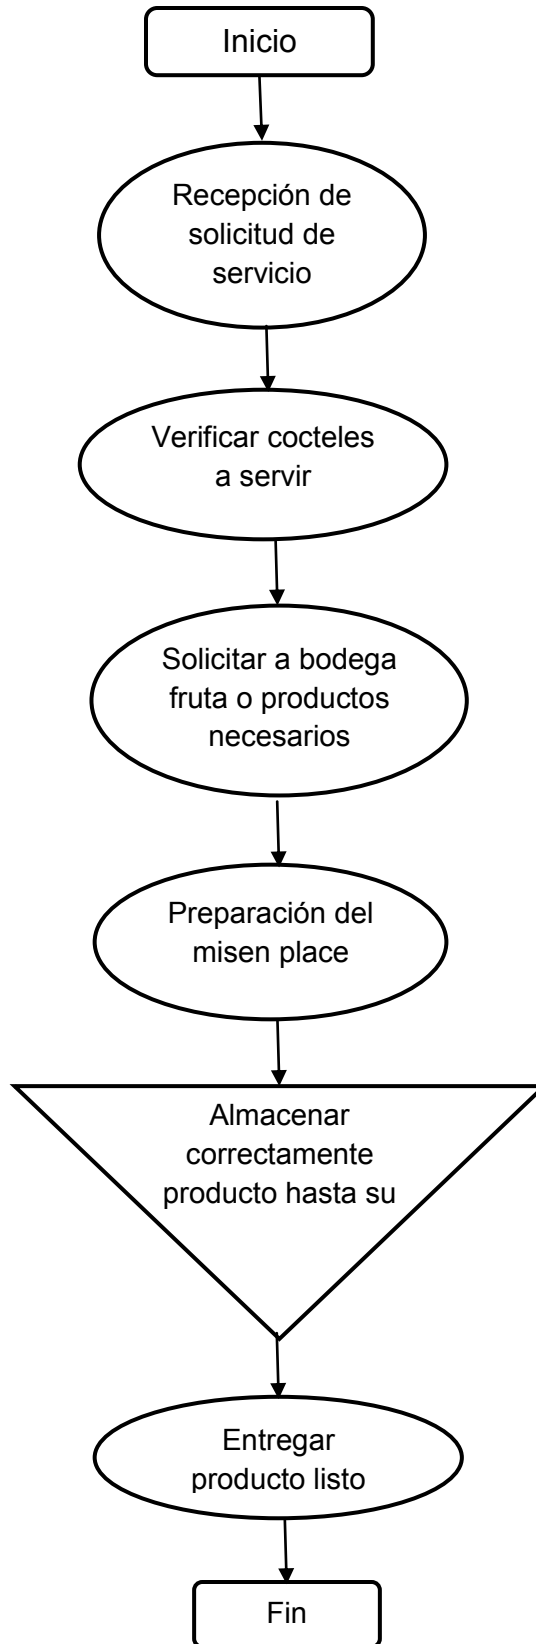 Inicio
Recepción de
solicitud de
servicio
Verificar cocteles
a servir
Solicitar a bodega
fruta o productos
necesarios
Preparación del
misen place
Almacenar
correctamente
producto hasta su
Entregar
producto listo
Fin